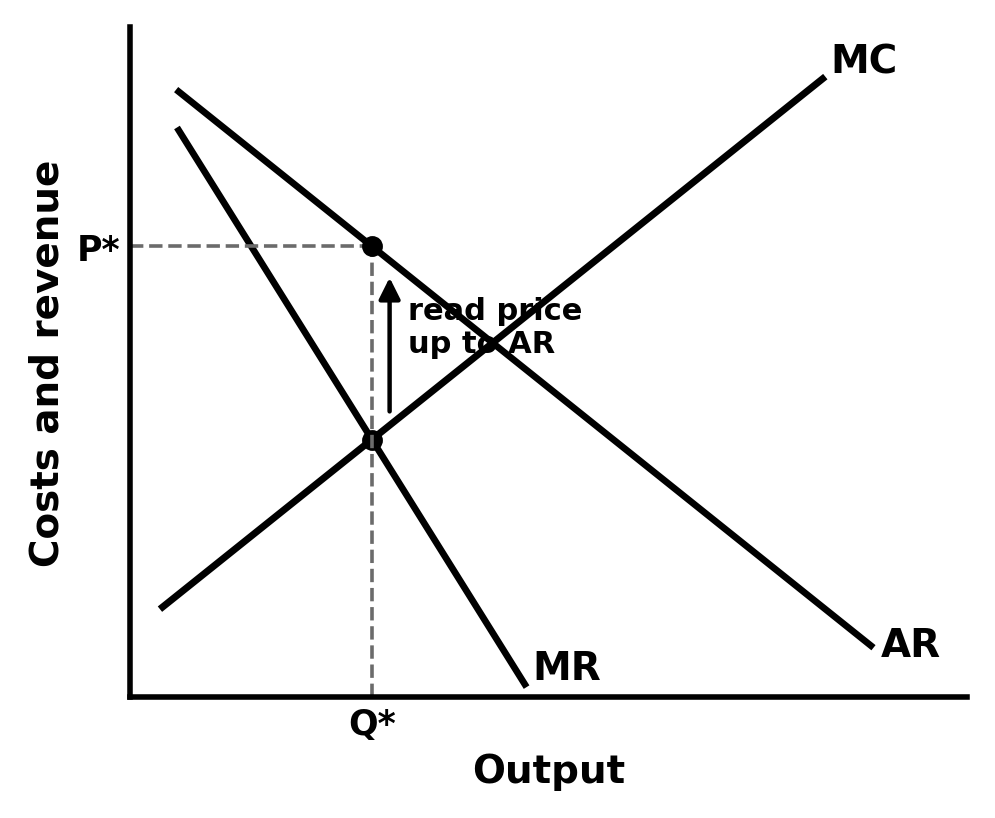 MC
Costs and revenue
P*
read price
up to AR
AR
MR
Q*
Output